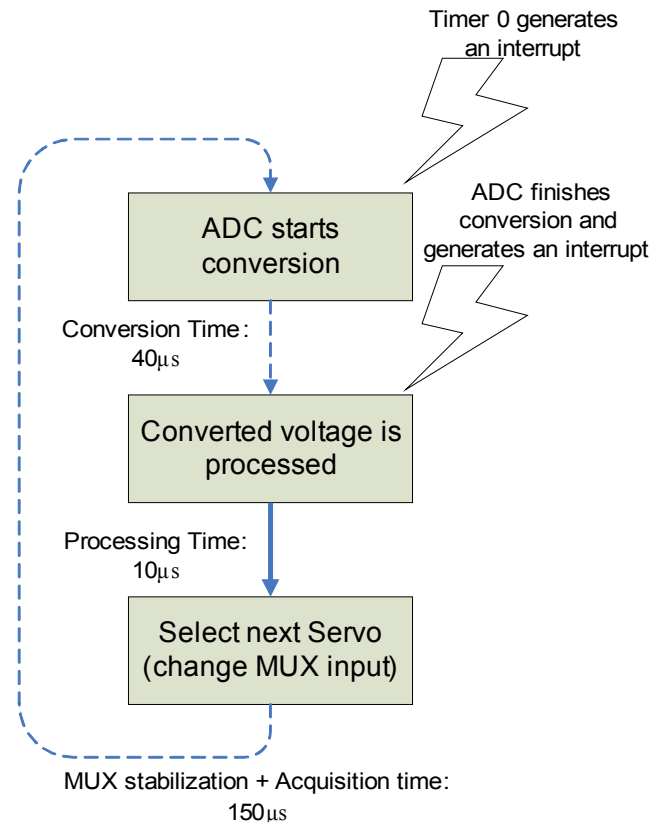 Timer 0 generates
an interrupt
ADC starts
conversion
ADC finishes
conversion and
generates an interrupt
Conversion Time:
40µs
Converted voltage is
processed
Processing Time:
10µs
Select next Servo
(change MUX input)
MUX stabilization + Acquisition time:
150µs